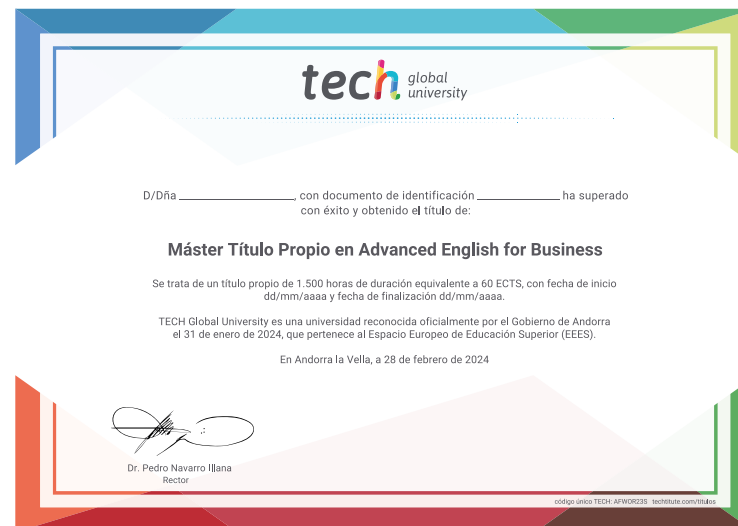 tech global university
D/Dña ____________, con documento de identificación ____________ ha superado
con éxito y obtenido el título de:
Máster Título Propio en Advanced English for Business
Se trata de un título propio de 1.500 horas de duración equivalente a 60 ECTS, con fecha de inicio
dd/mm/aaaa y fecha de finalización dd/mm/aaaa.
TECH Global University es una universidad reconocida oficialmente por el Gobierno de Andorra
el 31 de enero de 2024, que pertenece al Espacio Europeo de Educación Superior (EEES).
En Andorra la Vella, a 28 de febrero de 2024
Dr. Pedro Navarro Illana
Rector
código único TECH: AFWOR23S techtitute.com/titulos